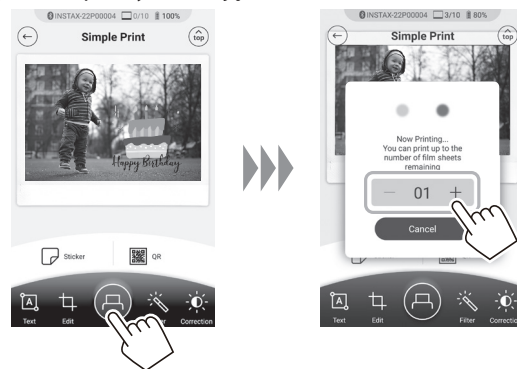 INSTAX-22P00004 0/10 100%
Simple Print
top
Happy Birthday
Sticker
QR
Text
Edit
Correction
INSTAX-22P00004 3/10 80%
Simple Print
top
Now Printing...
You can print up to the
number of film sheets
remaining
01
Cancel
Text
Edit
Filter
Correction